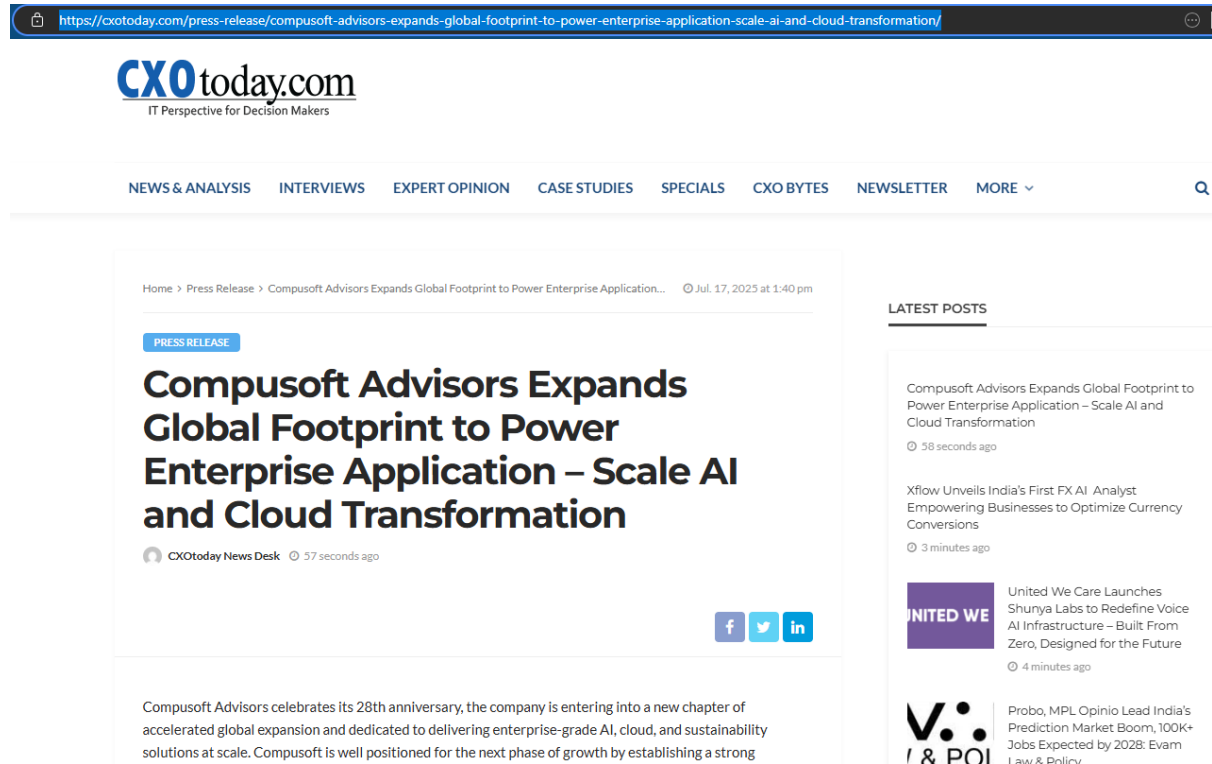 https://cxotoday.com/press-release/compusoft-advisors-expands-global-footprint-to-power-enterprise-application-scale-ai-and-cloud-transformation/
CXOtoday.com
IT Perspective for Decision Makers
NEWS & ANALYSIS INTERVIEWS EXPERT OPINION CASE STUDIES SPECIALS CXO BYTES NEWSLETTER MORE
Home > Press Release > Compusoft Advisors Expands Global Footprint to Power Enterprise Application... Jul. 17, 2025 at 1:40 pm
PRESS RELEASE
Compusoft Advisors Expands
Global Footprint to Power
Enterprise Application – Scale AI
and Cloud Transformation
CXOtoday News Desk 57 seconds ago
f in
Compusoft Advisors celebrates its 28th anniversary, the company is entering into a new chapter of
accelerated global expansion and dedicated to delivering enterprise-grade AI, cloud, and sustainability
solutions at scale. Compusoft is well positioned for the next phase of growth by establishing a strong
LATEST POSTS
Compusoft Advisors Expands Global Footprint to
Power Enterprise Application – Scale AI and
Cloud Transformation
58 seconds ago
Xflow Unveils India's First FX AI Analyst
Empowering Businesses to Optimize Currency
Conversions
3 minutes ago
UNITED WE
United We Care Launches
Shunya Labs to Redefine Voice
AI Infrastructure – Built From
Zero, Designed for the Future
4 minutes ago
& POL
Probo, MPL Opinio Lead India's
Prediction Market Boom, 100K+
Jobs Expected by 2028: Evam
Law & Policy